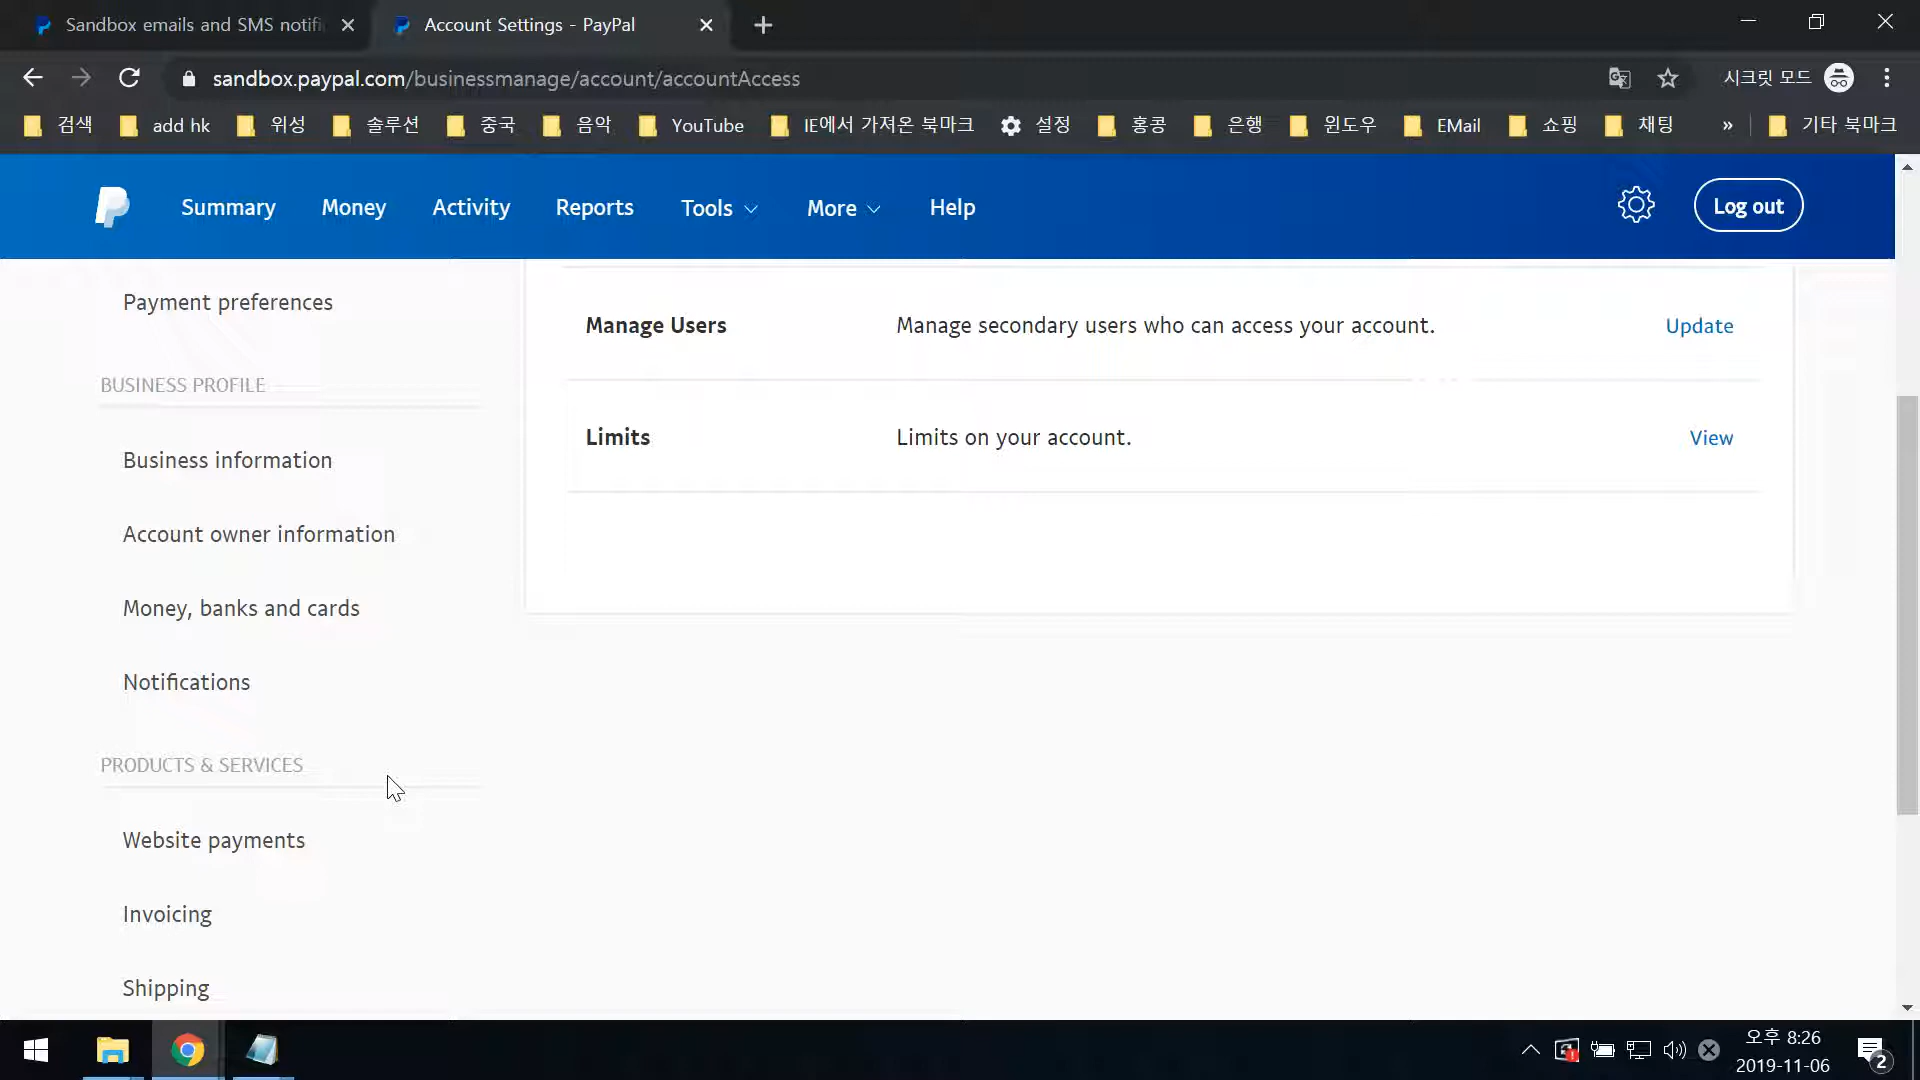 Sandbox emails and SMS notifi
Account Settings - PayPal
sandbox.paypal.com/businessmanage/account/accountAccess
시크릿 모드
검색 add hk 위성 솔루션 중국 음악 YouTube IE에서 가져온 북마크 설정 홍콩 은행 윈도우 EMail 쇼핑 채팅 » 기타 북마크
Summary Money Activity Reports Tools More Help Log out
Payment preferences
BUSINESS PROFILE
Business information
Account owner information
Money, banks and cards
Notifications
PRODUCTS & SERVICES
Website payments
Invoicing
Shipping
Manage Users Manage secondary users who can access your account. Update
Limits Limits on your account. View
오후 8:26
2019-11-06
2